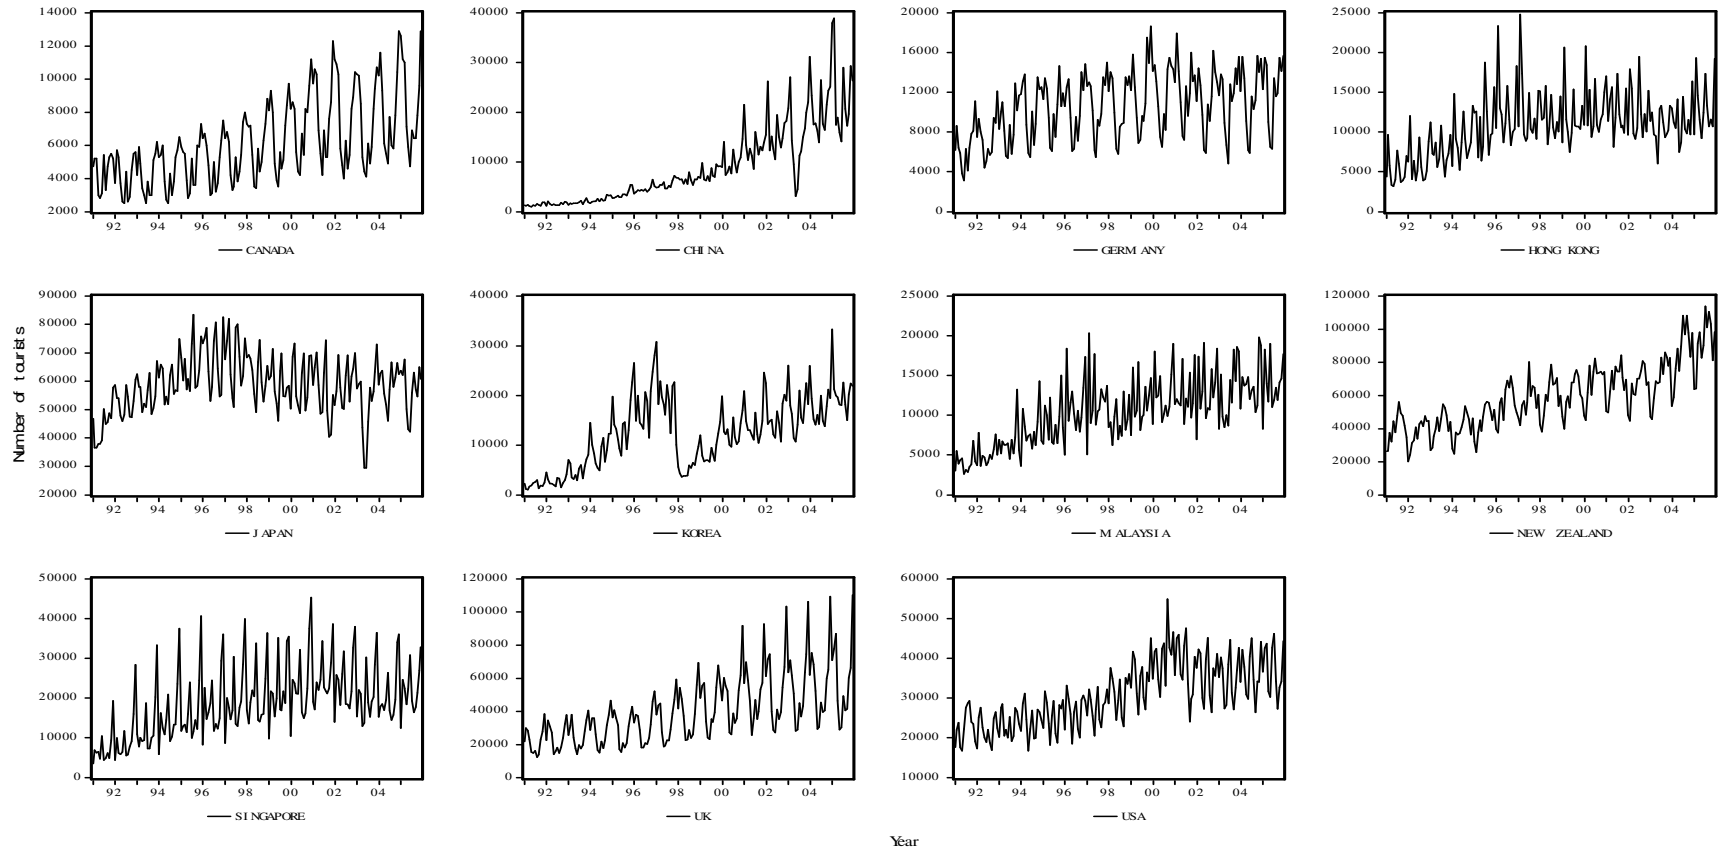 14000
12000
10000
8000
6000
4000
2000
92 94 96 98 00 02 04
CANADA
40000
30000
20000
10000
0
92 94 96 98 00 02 04
CHINA
20000
16000
12000
8000
4000
0
92 94 96 98 00 02 04
GERMANY
25000
20000
15000
10000
5000
0
92 94 96 98 00 02 04
HONG KONG
Number of tourists
90000
80000
70000
60000
50000
40000
30000
20000
92 94 96 98 00 02 04
JAPAN
40000
30000
20000
10000
0
92 94 96 98 00 02 04
KOREA
25000
20000
15000
10000
5000
0
92 94 96 98 00 02 04
MALAYSIA
120000
100000
80000
60000
40000
20000
0
92 94 96 98 00 02 04
NEW ZEALAND
50000
40000
30000
20000
10000
0
92 94 96 98 00 02 04
SINGAPORE
120000
100000
80000
60000
40000
20000
0
92 94 96 98 00 02 04
UK
60000
50000
40000
30000
20000
10000
92 94 96 98 00 02 04
USA
Year